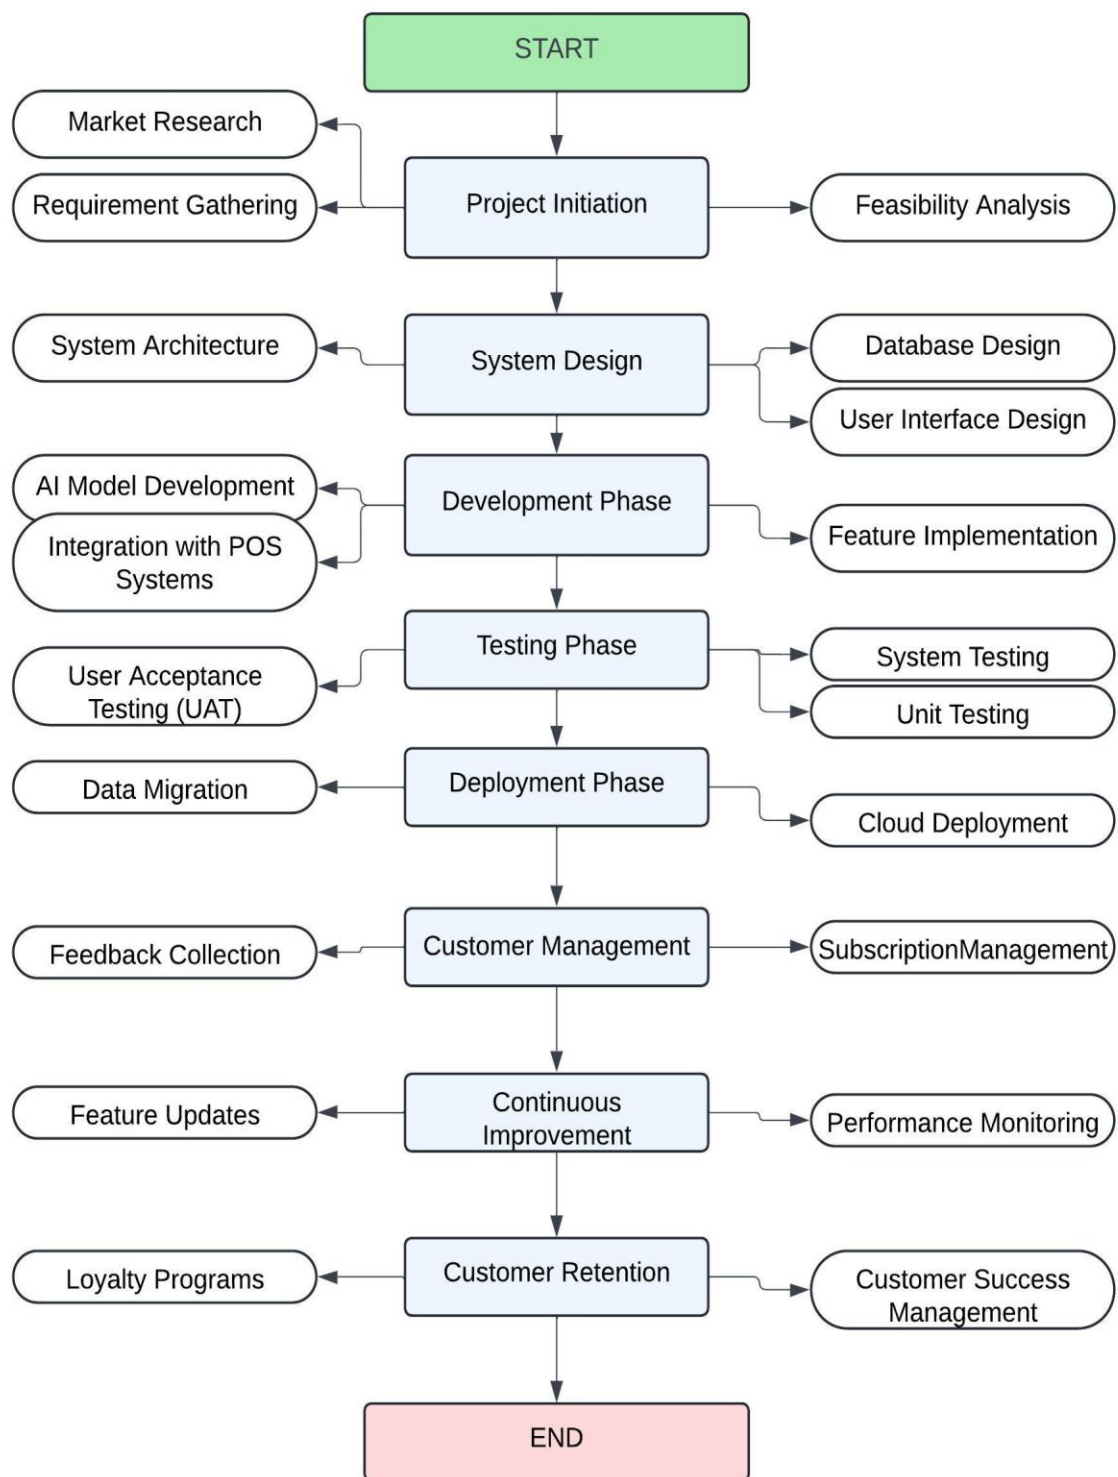 START
Market Research
Requirement Gathering
Project Initiation
Feasibility Analysis
System Architecture
System Design
Database Design
User Interface Design
AI Model Development
Integration with POS
Systems
Development Phase
Feature Implementation
User Acceptance
Testing (UAT)
Testing Phase
System Testing
Unit Testing
Data Migration
Deployment Phase
Cloud Deployment
Feedback Collection
Customer Management
SubscriptionManagement
Feature Updates
Continuous
Improvement
Performance Monitoring
Loyalty Programs
Customer Retention
Customer Success
Management
END